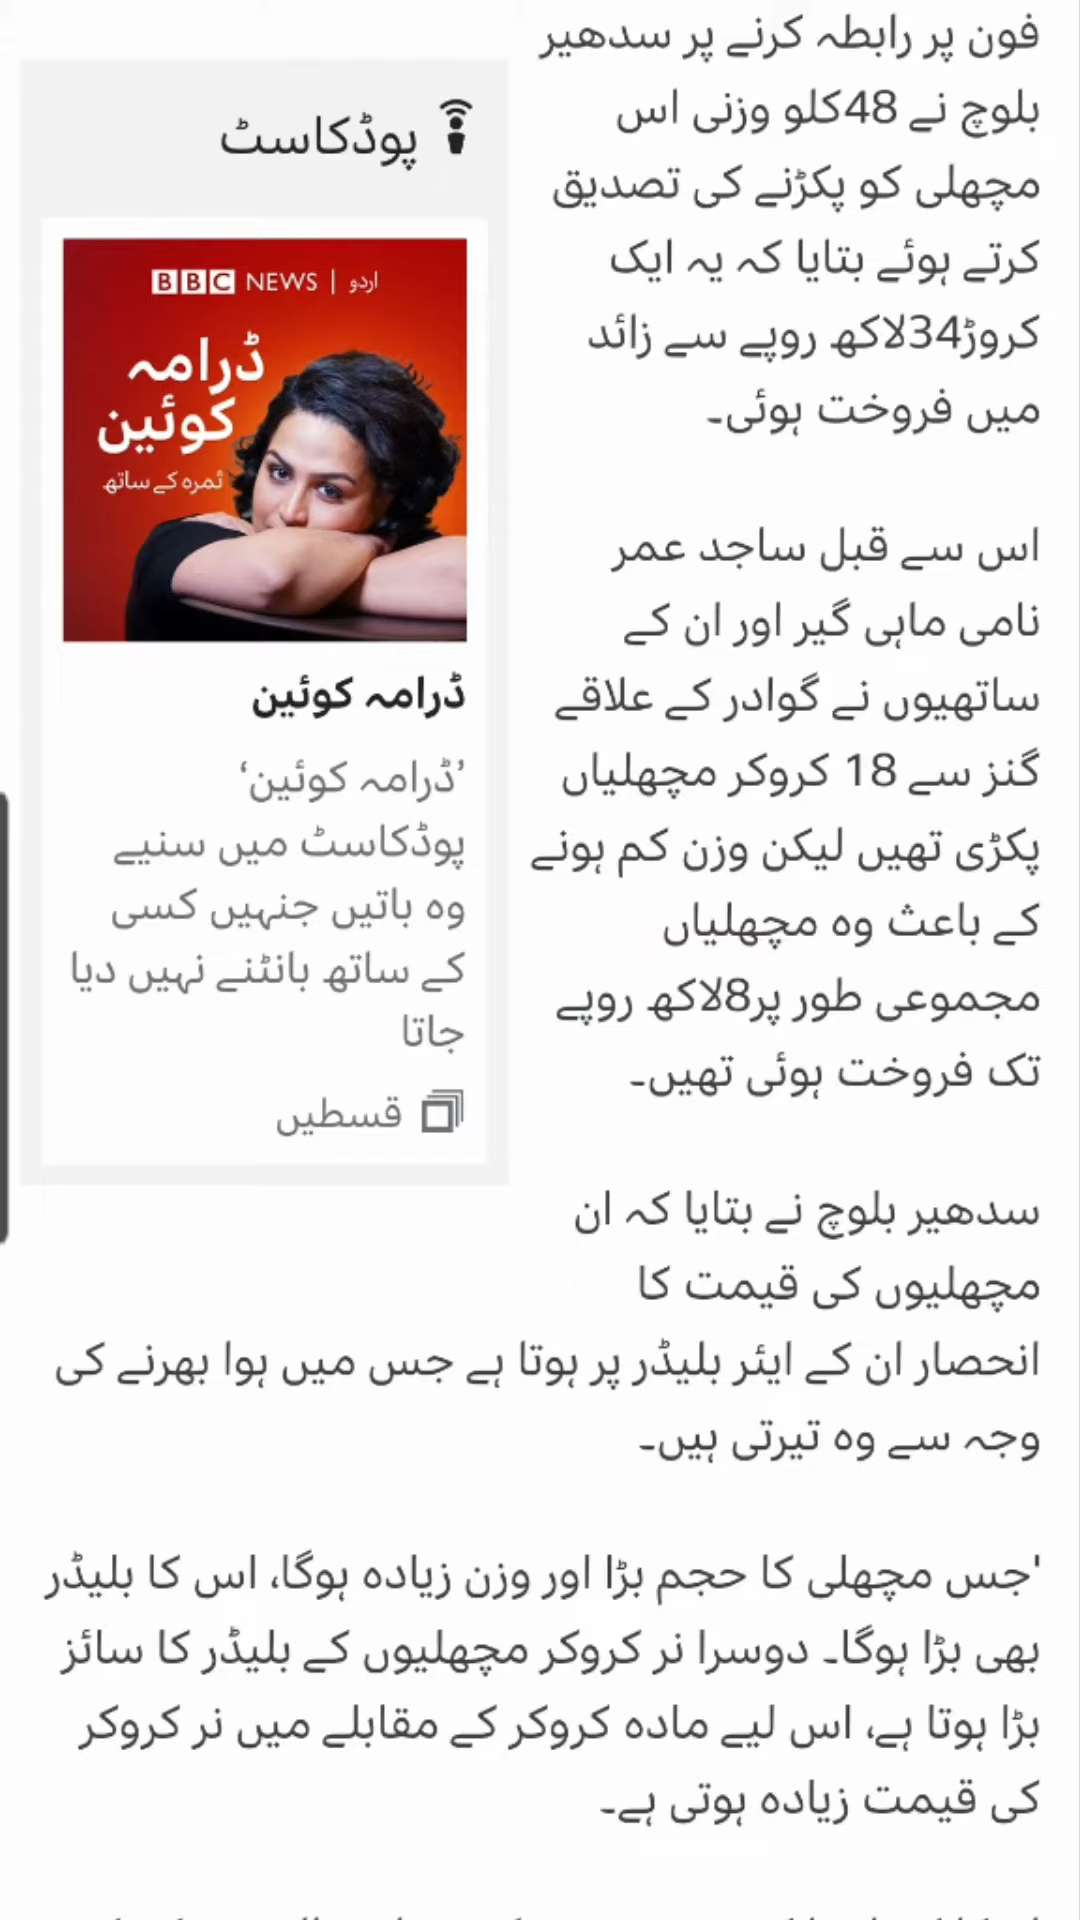 فون پر رابطہ کرنے پر سدھیر
بلوچ نے 48کلو وزنی اس
مچھلی کو پکڑنے کی تصدیق
کرتے ہوئے بتایا کہ یہ ایک
کروڑ34لاکھ روپے سے زائد
میں فروخت ہوئی۔
اس سے قبل ساجد عمر
نامی ماہی گیر اور ان کے
ساتھیوں نے گوادر کے علاقے
گنز سے 18 کروکر مچھلیاں
پکڑی تھیں لیکن وزن کم ہونے
کے باعث وہ مچھلیاں
مجموعی طور پر8لاکھ روپے
تک فروخت ہوئی تھیں۔
پوڈکاسٹ
BBC NEWS | اردو
ڈرامہ
کوئین
ثمرہ کے ساتھ
ڈرامہ کوئین
’ڈرامہ کوئین‘
پوڈکاسٹ میں سنیے
وہ باتیں جنہیں کسی
کے ساتھ بانٹنے نہیں دیا
جاتا
قسطیں
سدھیر بلوچ نے بتایا کہ ان
مچھلیوں کی قیمت کا
انحصار ان کے ایئر بلیڈر پر ہوتا ہے جس میں ہوا بھرنے کی
وجہ سے وہ تیرتی ہیں۔
'جس مچھلی کا حجم بڑا اور وزن زیادہ ہوگا، اس کا بلیڈر
بھی بڑا ہوگا۔ دوسرا نر کروکر مچھلیوں کے بلیڈر کا سائز
بڑا ہوتا ہے، اس لیے مادہ کروکر کے مقابلے میں نر کروکر
کی قیمت زیادہ ہوتی ہے۔